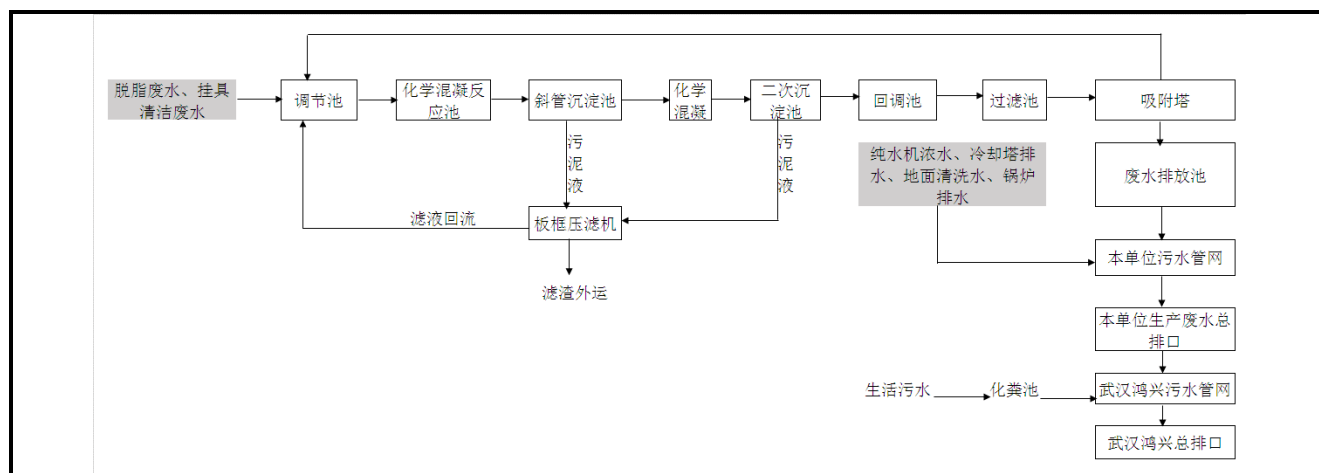 脱脂废水、挂具
清洁废水
调节池
化学混凝反
应池
斜管沉淀池
化学
混凝
二次沉
淀池
回调池
过滤池
吸附塔
污
泥
液
污
泥
液
纯水机浓水、冷却塔排
水、地面清洗水、锅炉
排水
废水排放池
滤液回流
板框压滤机
本单位污水管网
滤渣外运
本单位生产废水总
排口
生活污水
化粪池
武汉鸿兴污水管网
武汉鸿兴总排口